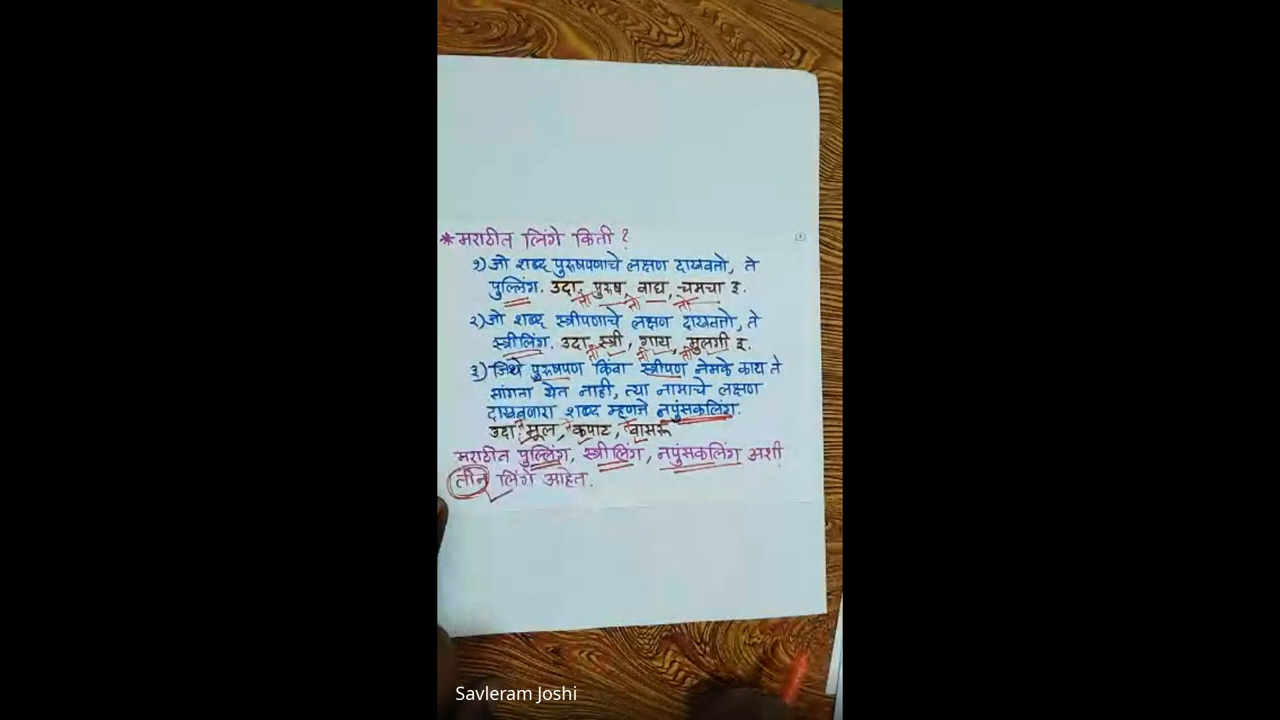 * मराठीत लिंगे किती ?
१) जो शब्द पुरुषपणाचे लक्षण दाखवतो, ते
पुल्लिंग. उदा. पुरुष, वाघ, चमचा इ.
तो तो तो
२) जो शब्द स्त्रीपणाचे लक्षण दाखवतो, ते
स्त्रीलिंग. उदा. स्त्री, गाय, मुलगी इ.
ती ती ती
३) जिथे पुरुषपण किंवा स्त्रीपण नेमके काय ते
सांगता येत नाही, त्या नामाचे लक्षण
दाखवणारा शब्द म्हणजे नपुंसकलिंग.
उदा. मूल, कपाट, वासरू
मराठीत पुल्लिंग, स्त्रीलिंग, नपुंसकलिंग अशी
तीन लिंगे आहेत.
Savleram Joshi